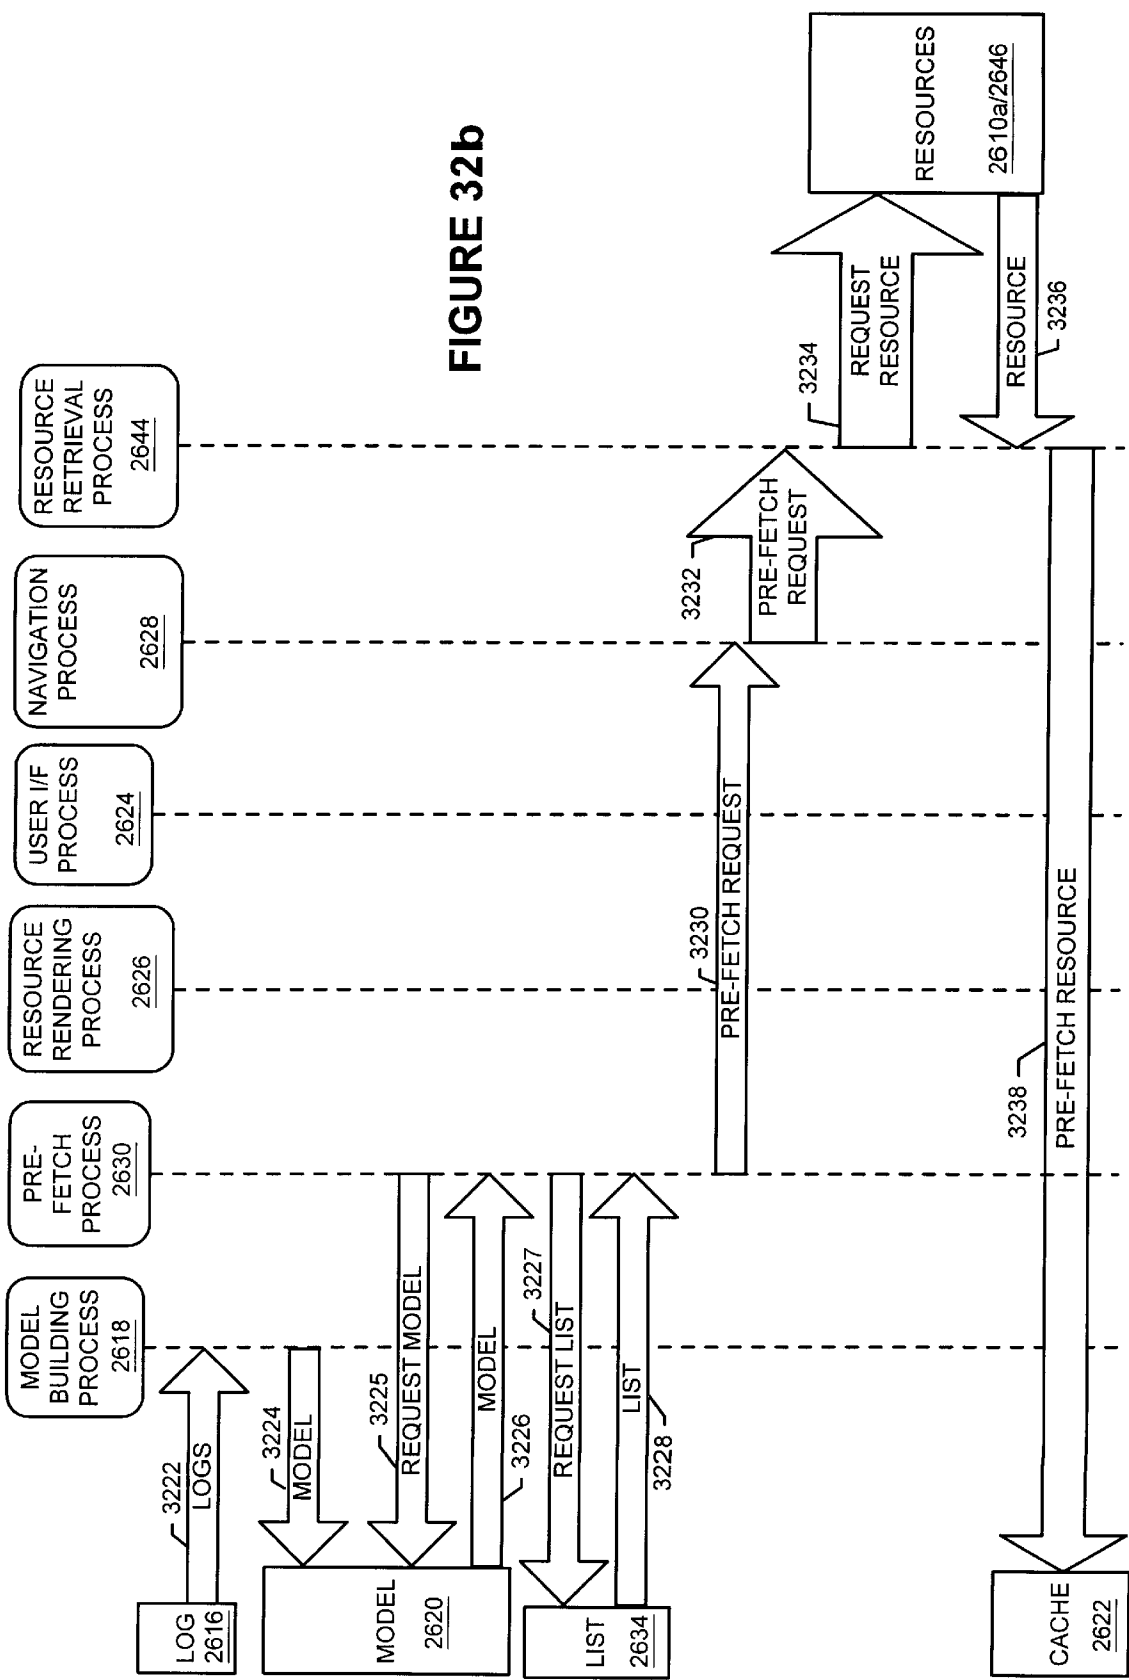 MODEL
BUILDING
PROCESS
2618
PRE-
FETCH
PROCESS
2630
RESOURCE
RENDERING
PROCESS
2626
USER I/F
PROCESS
2624
NAVIGATION
PROCESS
2628
RESOURCE
RETRIEVAL
PROCESS
2644
LOG
2616
3222
LOGS
3224
MODEL
MODEL
2620
3225
REQUEST MODEL
MODEL
3226
LIST
2634
3227
REQUEST LIST
LIST
3228
FIGURE 32b
3230
PRE-FETCH REQUEST
3232
PRE-FETCH
REQUEST
3234
REQUEST
RESOURCE
RESOURCES
2610a/2646
RESOURCE
3236
3238
PRE-FETCH RESOURCE
CACHE
2622